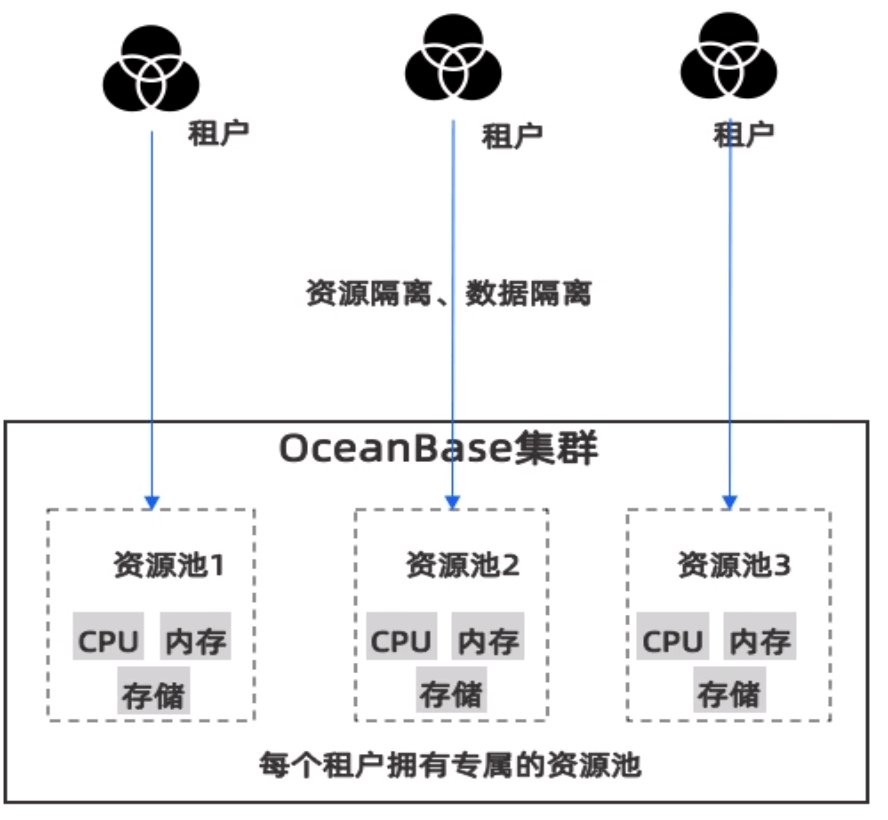 租户
租户
租户
资源隔离、数据隔离
OceanBase集群
资源池1
资源池2
资源池3
CPU 内存
CPU 内存
CPU 内存
存储
存储
存储
每个租户拥有专属的资源池